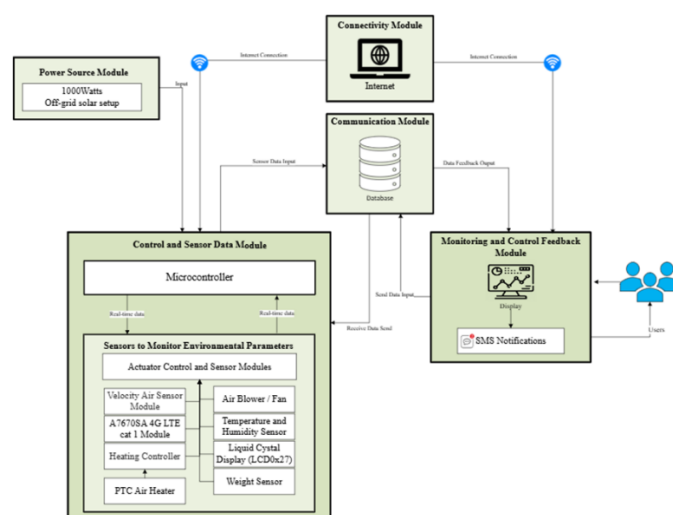 Connectivity Module
Internet
Internet Connection
Internet Connection
Power Source Module
1000Watts
Off-grid solar setup
Input
Communication Module
Database
Sensor Data Input
Data Feedback Ouput
Control and Sensor Data Module
Microcontroller
Real-time data
Real-time data
Sensors to Monitor Environmental Parameters
Actuator Control and Sensor Modules
Velocity Air Sensor
Module
A7670SA 4G LTE
cat 1 Module
Heating Controller
PTC Air Heater
Air Blower / Fan
Temperature and
Humidity Sensor
Liquid Cystal
Display (LCD0x27)
Weight Sensor
Send Data Input
Receive Data Send
Monitoring and Control Feedback
Module
Display
SMS Notifications
Users